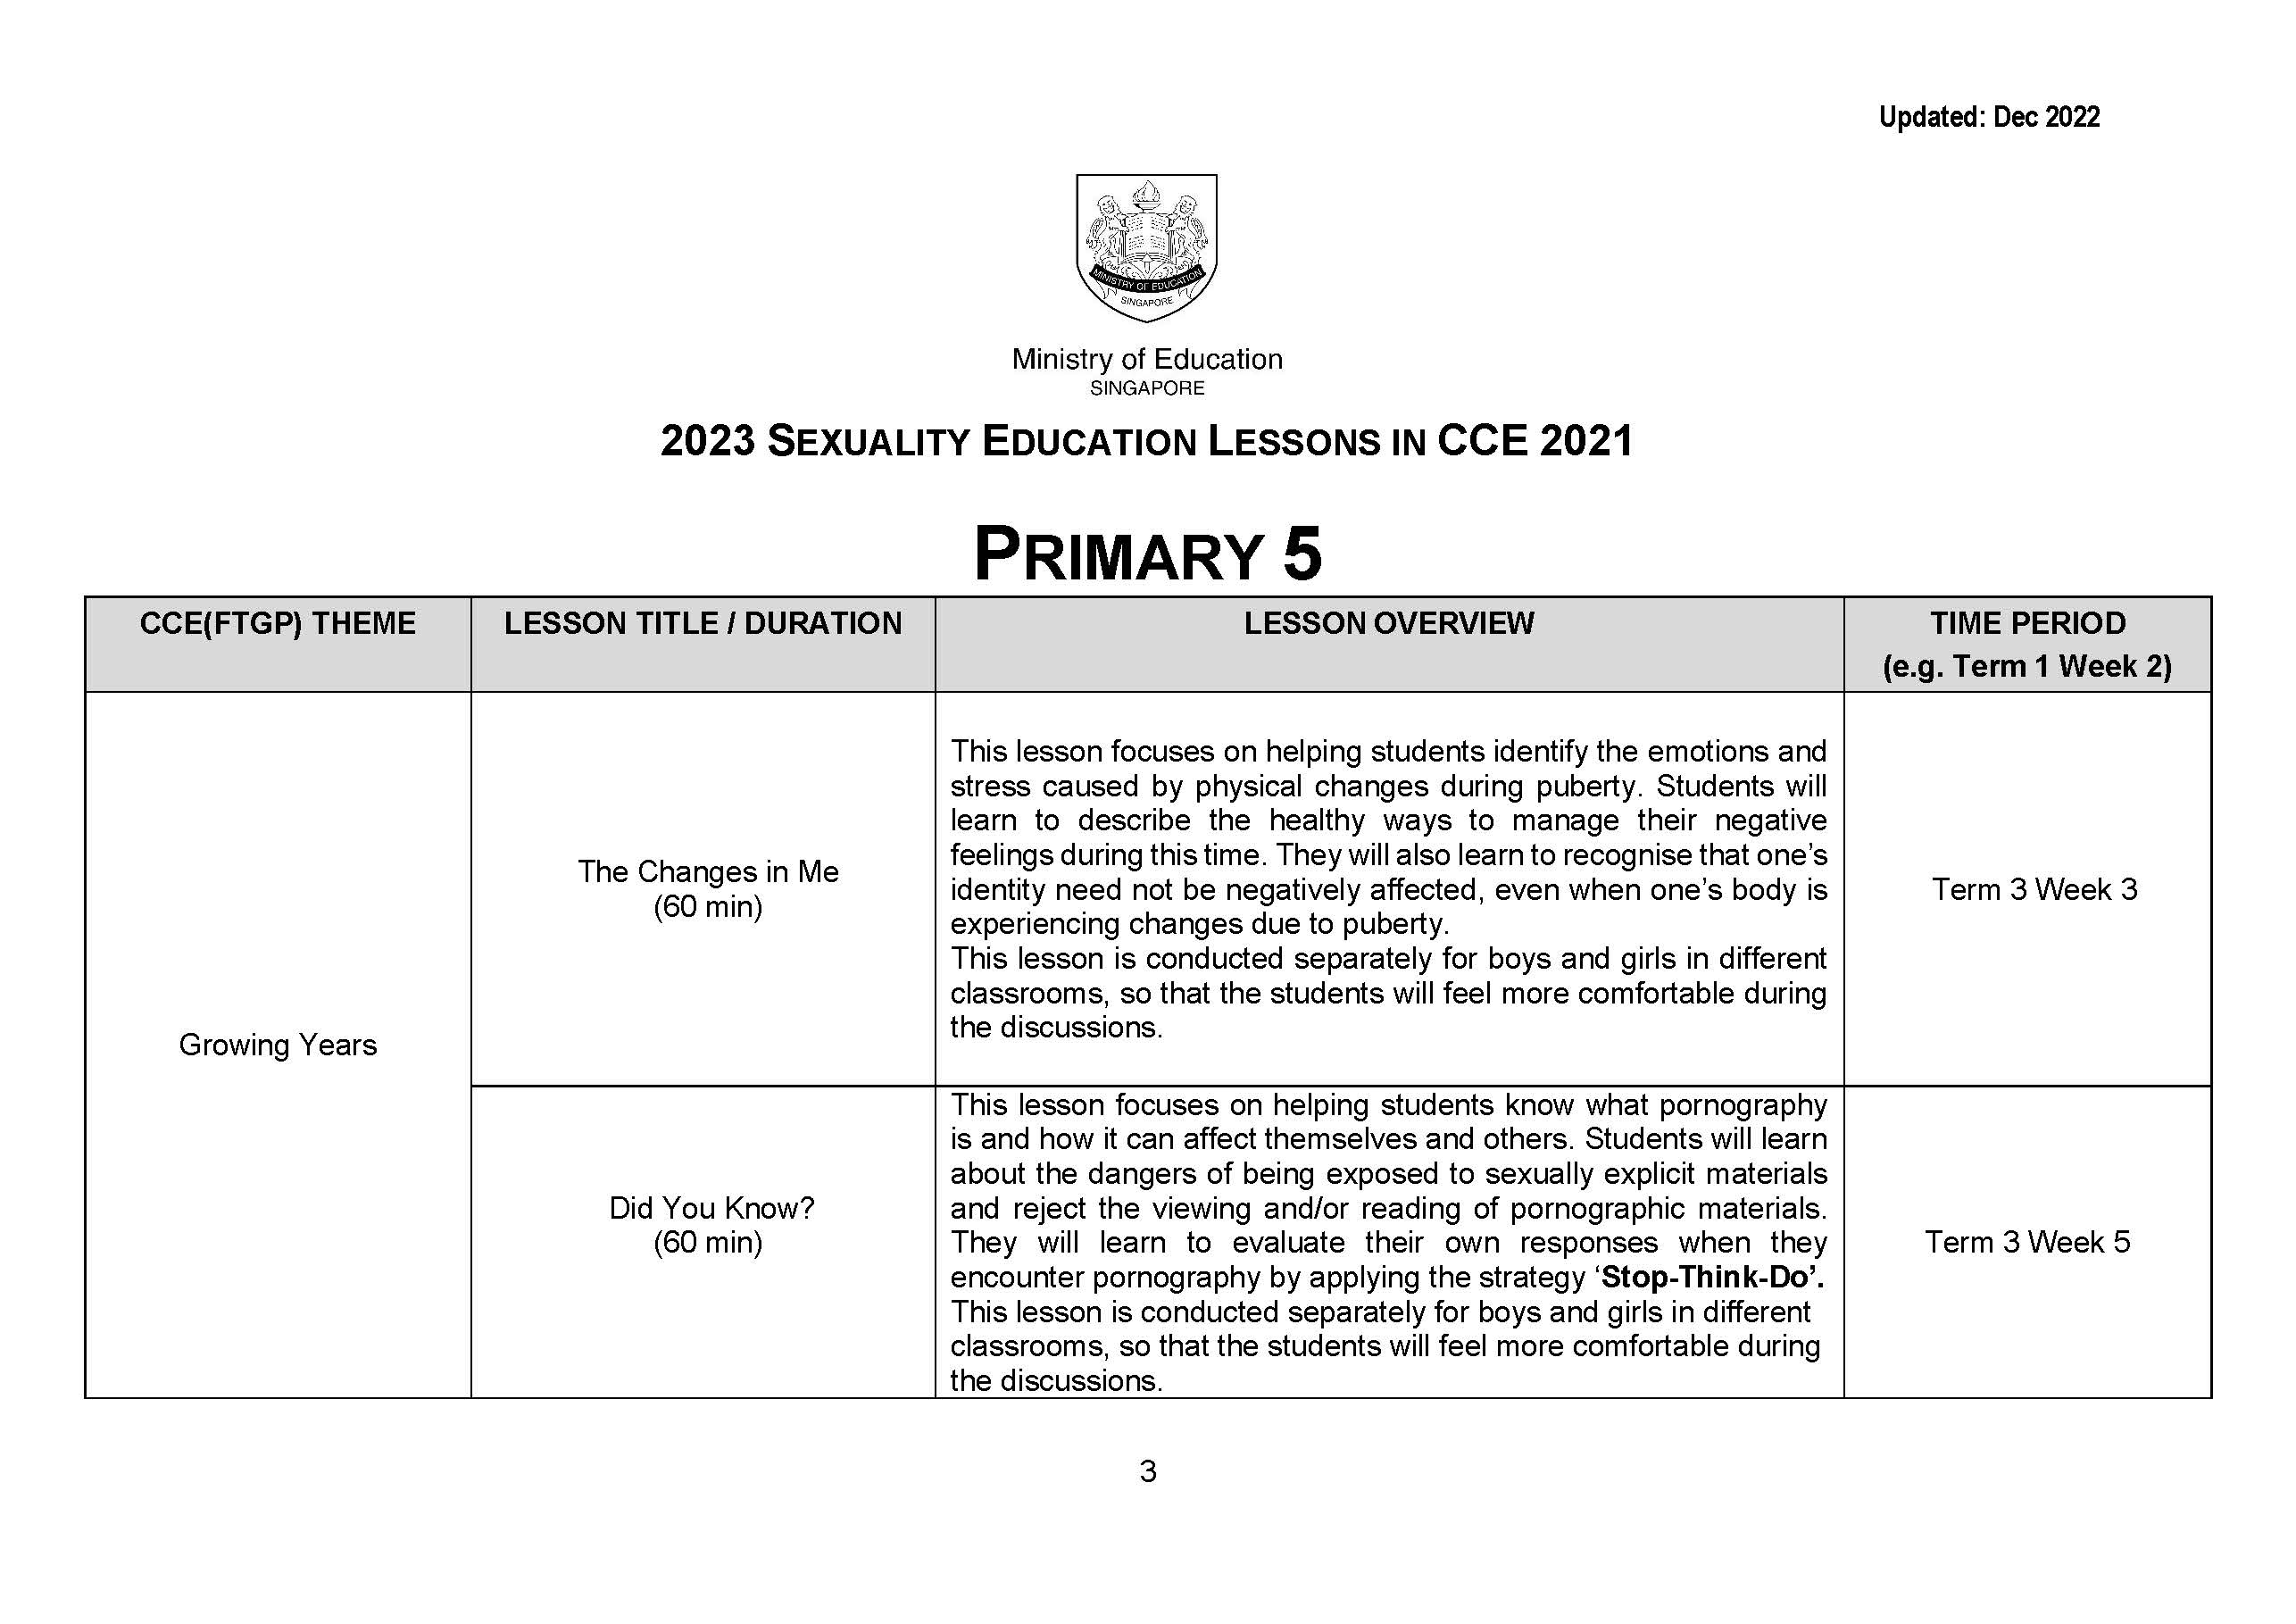 Updated: Dec 2022
MINISTRY OF EDUCATION
SINGAPORE
Ministry of Education
SINGAPORE
2023 SEXUALITY EDUCATION LESSONS IN CCE 2021
PRIMARY 5
CCE(FTGP) THEME
LESSON TITLE / DURATION
LESSON OVERVIEW
TIME PERIOD
(e.g. Term 1 Week 2)
Growing Years
The Changes in Me
(60 min)
This lesson focuses on helping students identify the emotions and
stress caused by physical changes during puberty. Students will
learn to describe the healthy ways to manage their negative
feelings during this time. They will also learn to recognise that one’s
identity need not be negatively affected, even when one’s body is
experiencing changes due to puberty.
This lesson is conducted separately for boys and girls in different
classrooms, so that the students will feel more comfortable during
the discussions.
Term 3 Week 3
Did You Know?
(60 min)
This lesson focuses on helping students know what pornography
is and how it can affect themselves and others. Students will learn
about the dangers of being exposed to sexually explicit materials
and reject the viewing and/or reading of pornographic materials.
They will learn to evaluate their own responses when they
encounter pornography by applying the strategy ‘Stop-Think-Do’.
This lesson is conducted separately for boys and girls in different
classrooms, so that the students will feel more comfortable during
the discussions.
Term 3 Week 5
3